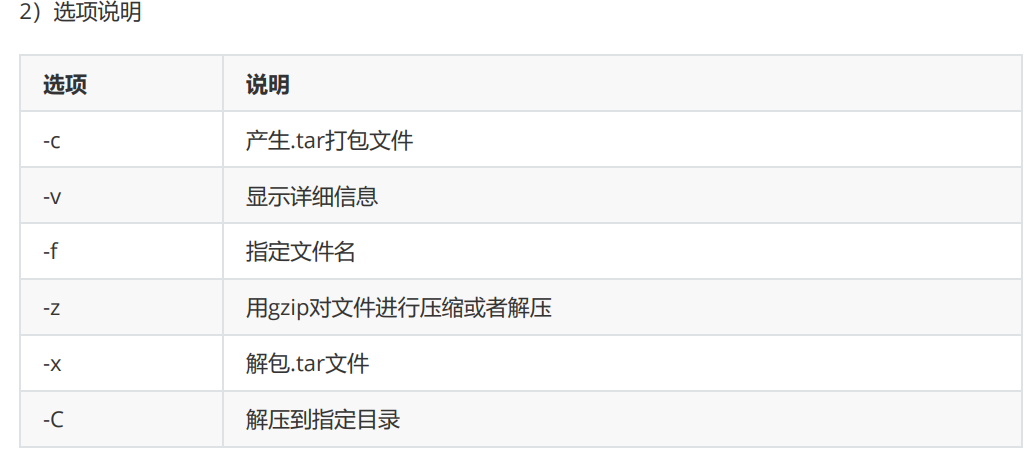 2）选项说明
选项 说明
-c 产生.tar打包文件
-v 显示详细信息
-f 指定文件名
-z 用gzip对文件进行压缩或者解压
-x 解包.tar文件
-C 解压到指定目录